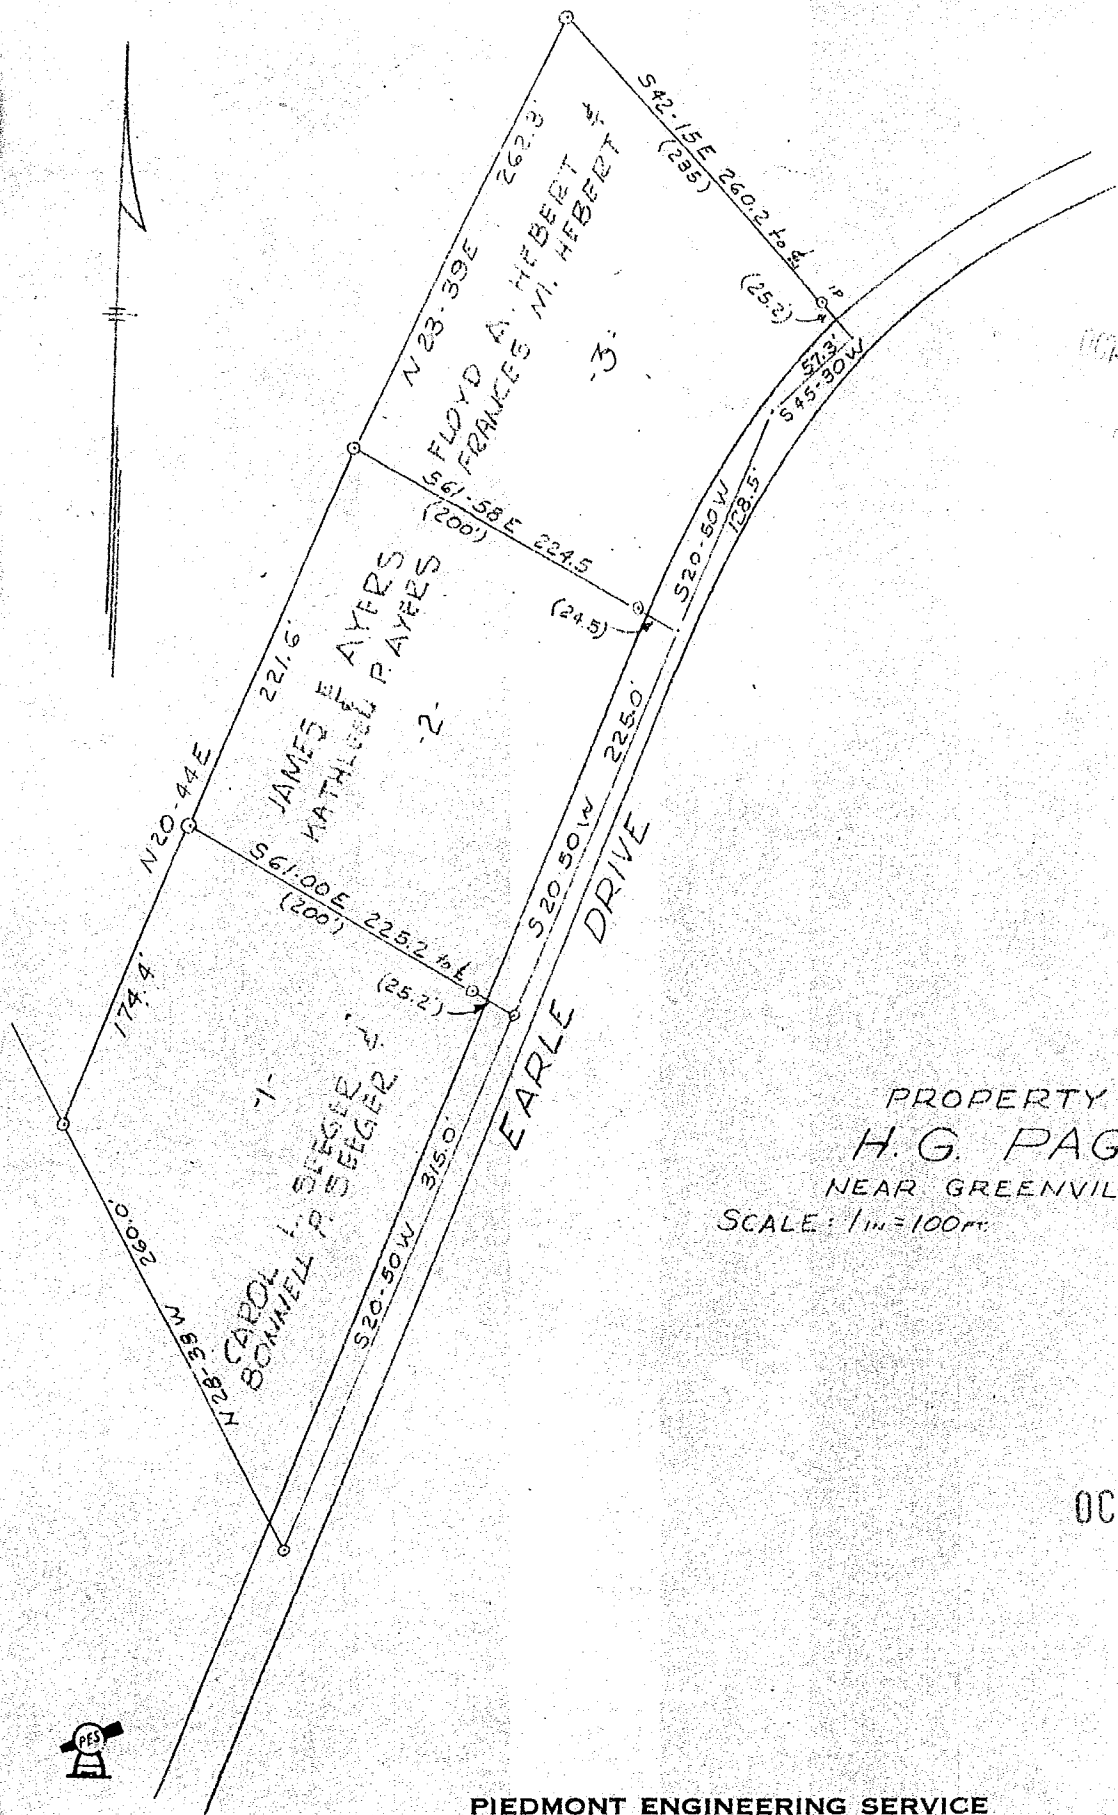 S42-15E 260.2 to ℄
(235)
(25.2)
IP
57.3'
S45-30W
N 23-39E 262.3'
FLOYD A. HEBERT &
FRANCES M. HEBERT
-3-
S61-58E 224.5
(200')
(24.5)
S20-50W
128.5'
221.6'
JAMES E AYERS
KATHLEEN P. AYERS
-2-
N20-44E
S61-00E 225.2 to ℄
(200')
(25.2')
S20-50W 225.0'
EARLE DRIVE
174.4'
-1-
CAROL L. SEEGER &
BONNELL R. SEEGER
S20-50W 315.0'
260.0'
N28-39W
PROPERTY
H. G. PAG
NEAR GREENVIL
SCALE: 1 IN = 100 FT.
OC
PES
PIEDMONT ENGINEERING SERVICE